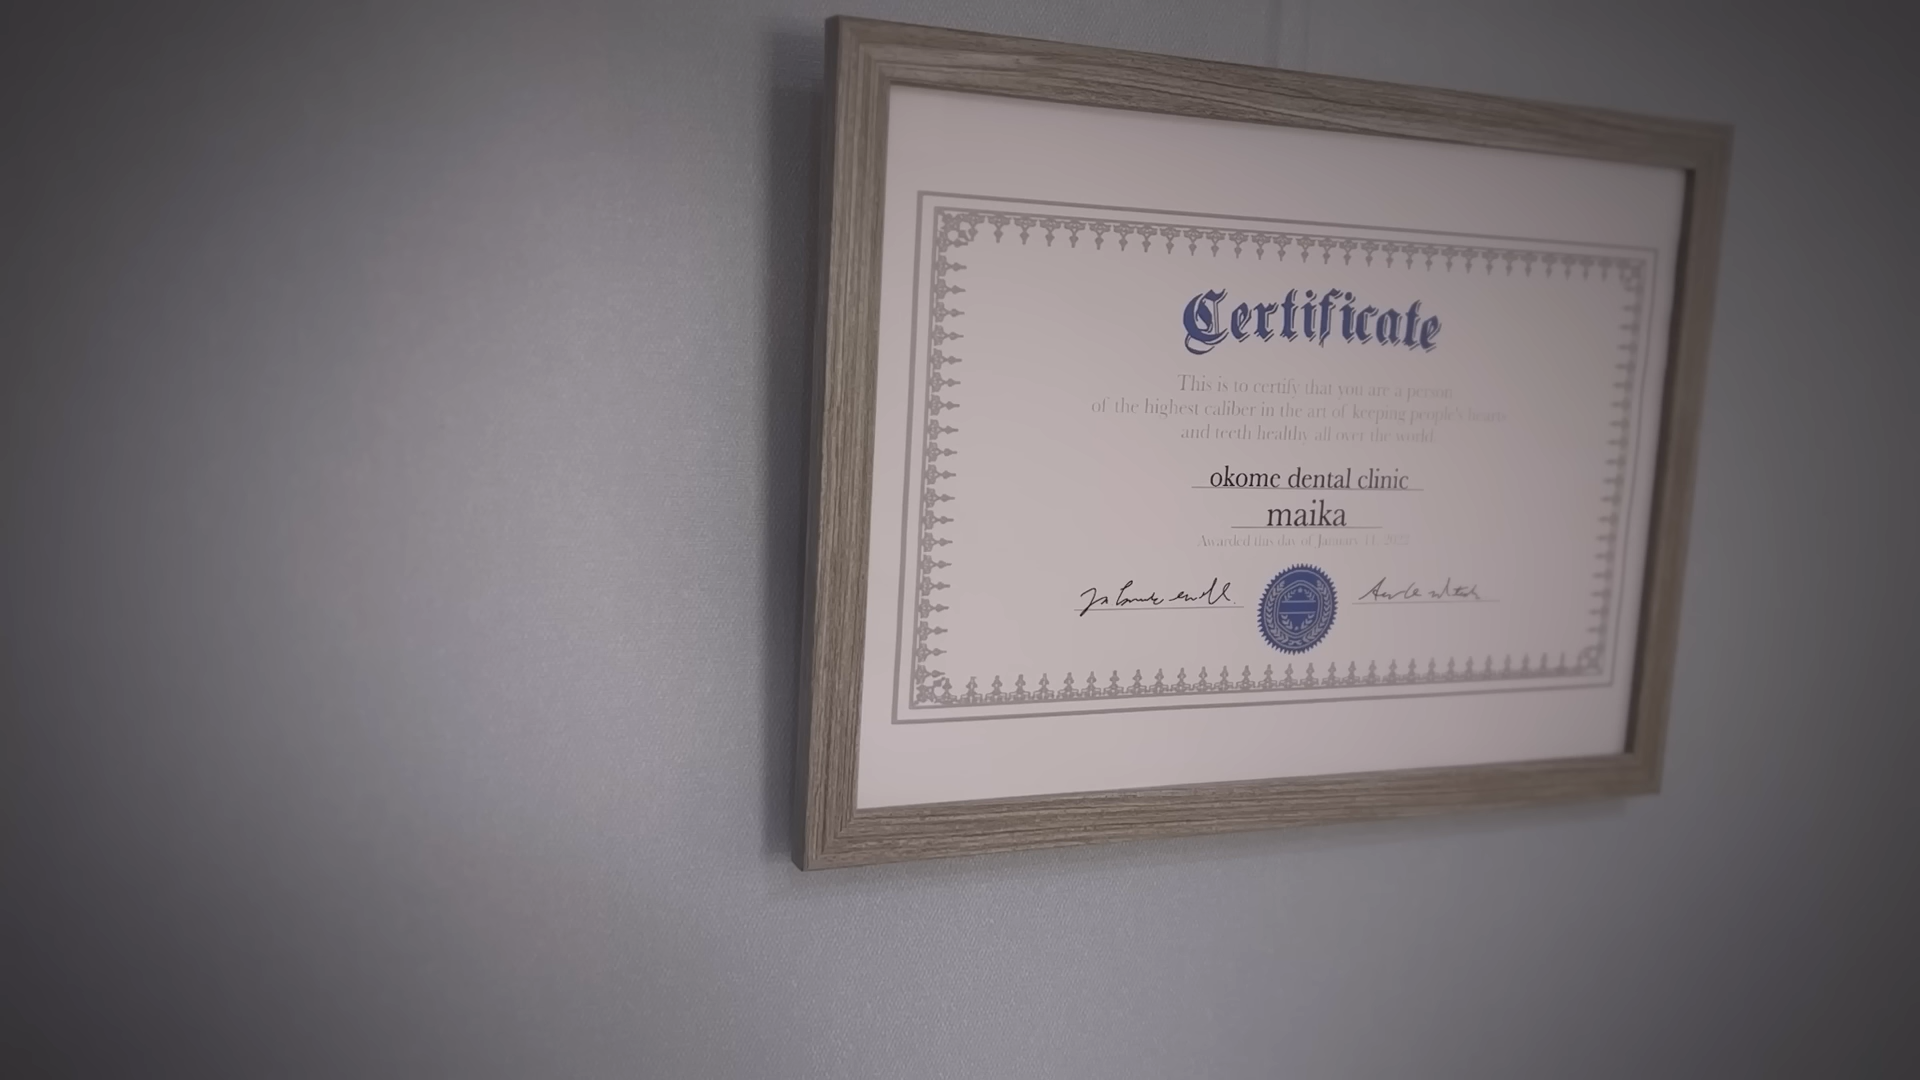 Certificate
This is to certify that you are a person
of the highest caliber in the art of keeping people's hearts
and teeth healthy all over the world.
okome dental clinic
maika
Awarded this day of January 11,